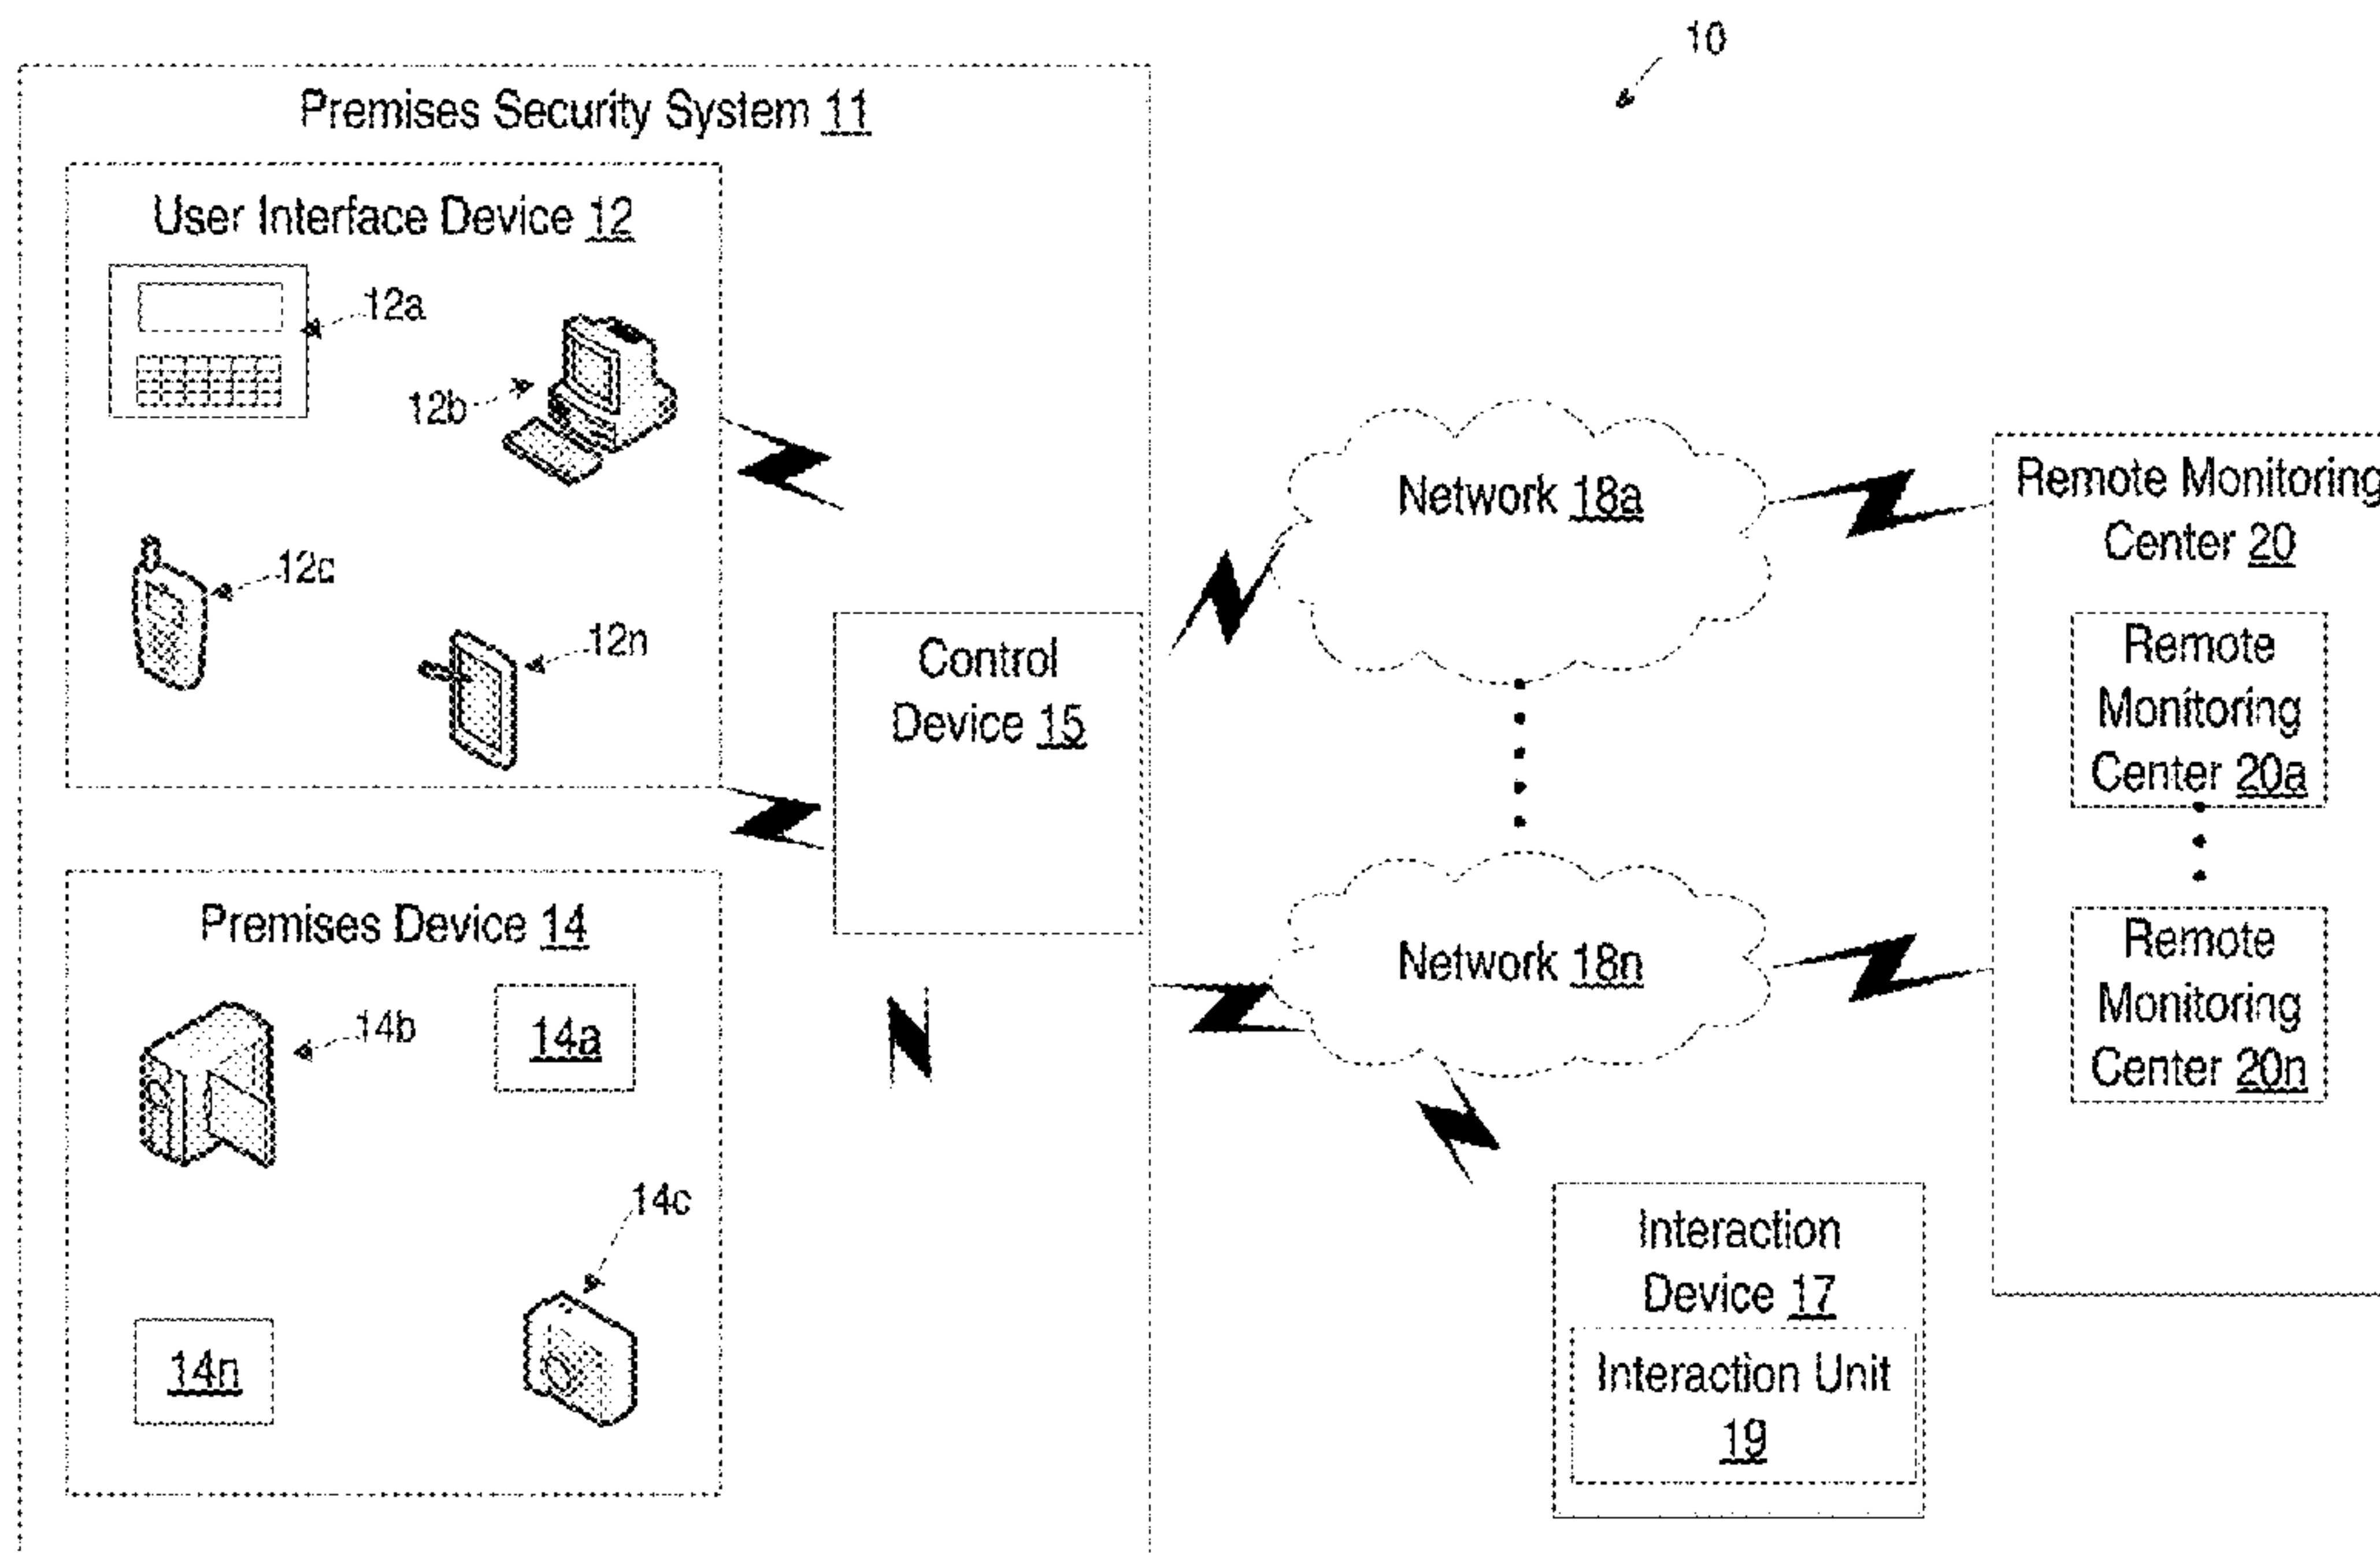 10
Premises Security System 11
User Interface Device 12
12a
12b
12c
12n
Control
Device 15
Premises Device 14
14b
14a
14c
14n
Network 18a
Network 18n
Interaction
Device 17
Interaction Unit
19
Remote Monitoring
Center 20
Remote
Monitoring
Center 20a
Remote
Monitoring
Center 20n